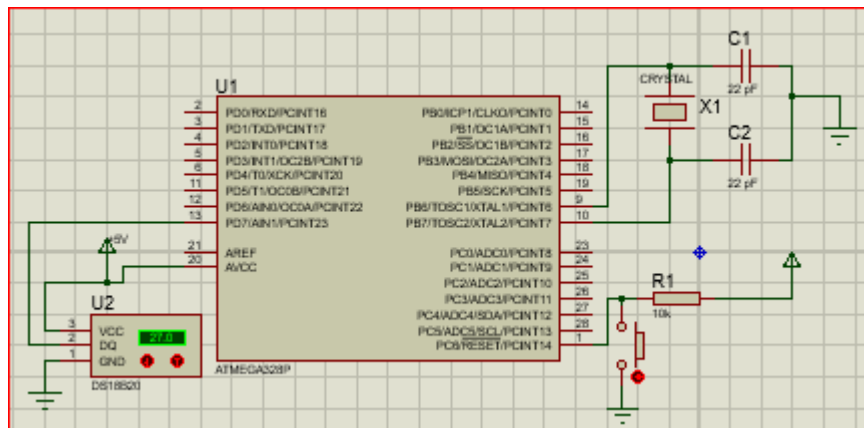 U1
2 PD0/RXD/PCINT16
3 PD1/TXD/PCINT17
4 PD2/INT0/PCINT18
5 PD3/INT1/OC2B/PCINT19
6 PD4/T0/XCK/PCINT20
11 PD5/T1/OC0B/PCINT21
12 PD6/AIN0/OC0A/PCINT22
13 PD7/AIN1/PCINT23
21 AREF
20 AVCC
PB0/ICP1/CLKO/PCINT0 14
PB1/OC1A/PCINT1 15
PB2/SS/OC1B/PCINT2 16
PB3/MOSI/OC2A/PCINT3 17
PB4/MISO/PCINT4 18
PB5/SCK/PCINT5 19
PB6/TOSC1/XTAL1/PCINT6 9
PB7/TOSC2/XTAL2/PCINT7 10
PC0/ADC0/PCINT8 23
PC1/ADC1/PCINT9 24
PC2/ADC2/PCINT10 25
PC3/ADC3/PCINT11 26
PC4/ADC4/SDA/PCINT12 27
PC5/ADC5/SCL/PCINT13 28
PC6/RESET/PCINT14 1
ATMEGA328P
C1
22 pF
CRYSTAL
X1
C2
22 pF
R1
10k
+5V
U2
3 VCC
2 DQ
1 GND
27.0
DS18B20